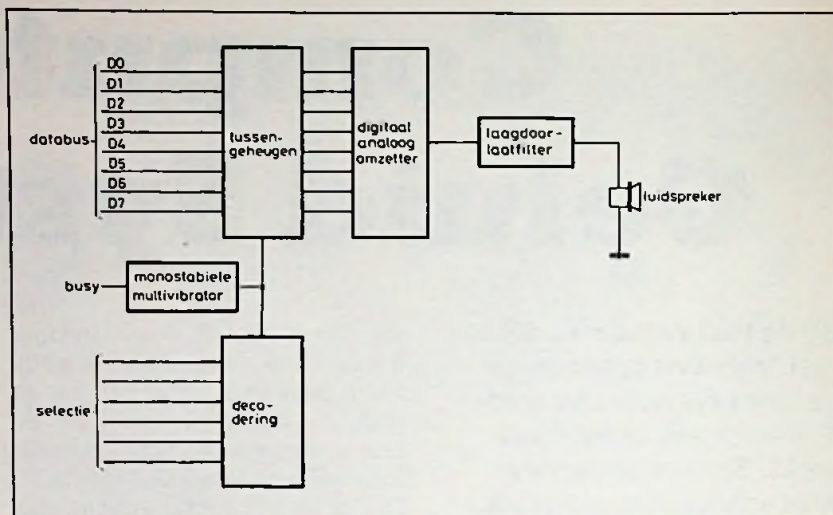 D0
D1
D2
D3
D4
D5
D6
D7
databus
tussen-
geheugen
digitaal
analoog
omzetter
laagdoor-
laatfilter
luidspreker
busy
monostabiele
multivibrator
selectie
deco-
dering